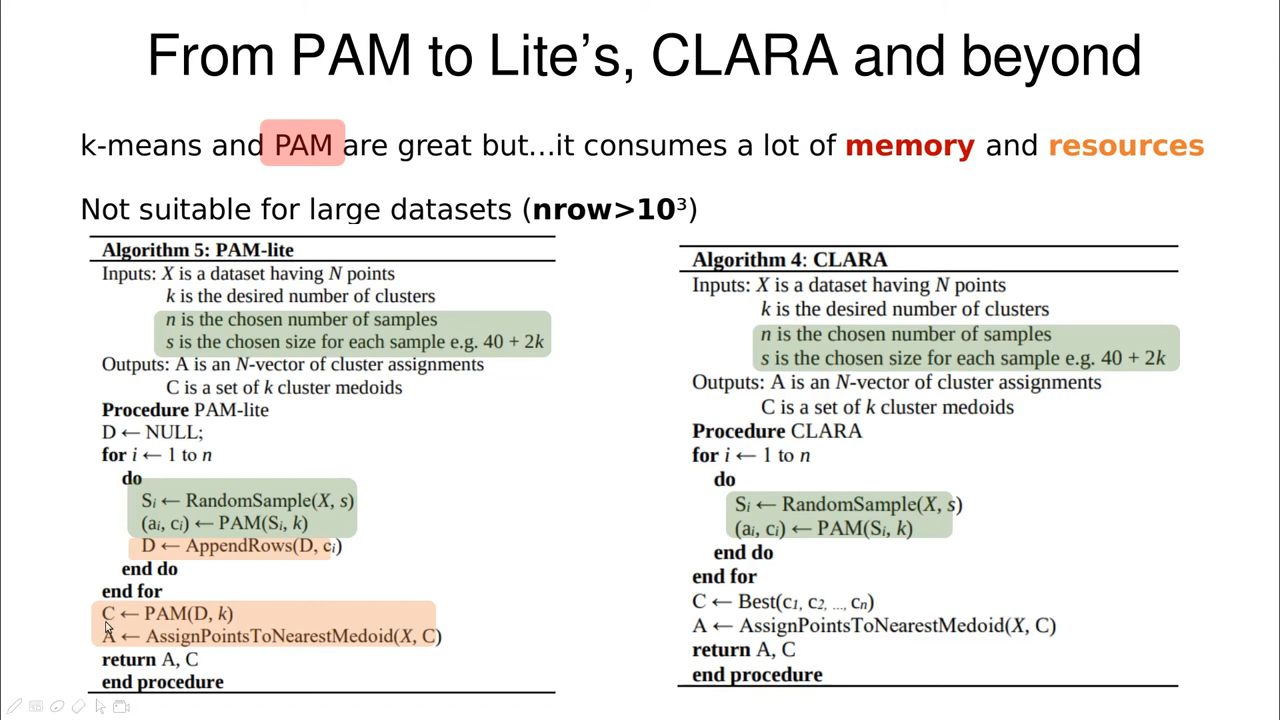 From PAM to Lite’s, CLARA and beyond
k-means and PAM are great but...it consumes a lot of memory and resources
Not suitable for large datasets (nrow>10³)
Algorithm 5: PAM-lite
Inputs: X is a dataset having N points
k is the desired number of clusters
n is the chosen number of samples
s is the chosen size for each sample e.g. 40 + 2k
Outputs: A is an N-vector of cluster assignments
C is a set of k cluster medoids
Procedure PAM-lite
D ← NULL;
for i ← 1 to n
do
Si ← RandomSample(X, s)
(ai, ci) ← PAM(Si, k)
D ← AppendRows(D, ci)
end do
end for
C ← PAM(D, k)
A ← AssignPointsToNearestMedoid(X, C)
return A, C
end procedure
Algorithm 4: CLARA
Inputs: X is a dataset having N points
k is the desired number of clusters
n is the chosen number of samples
s is the chosen size for each sample e.g. 40 + 2k
Outputs: A is an N-vector of cluster assignments
C is a set of k cluster medoids
Procedure CLARA
for i ← 1 to n
do
Si ← RandomSample(X, s)
(ai, ci) ← PAM(Si, k)
end do
end for
C ← Best(c1, c2, ..., cn)
A ← AssignPointsToNearestMedoid(X, C)
return A, C
end procedure